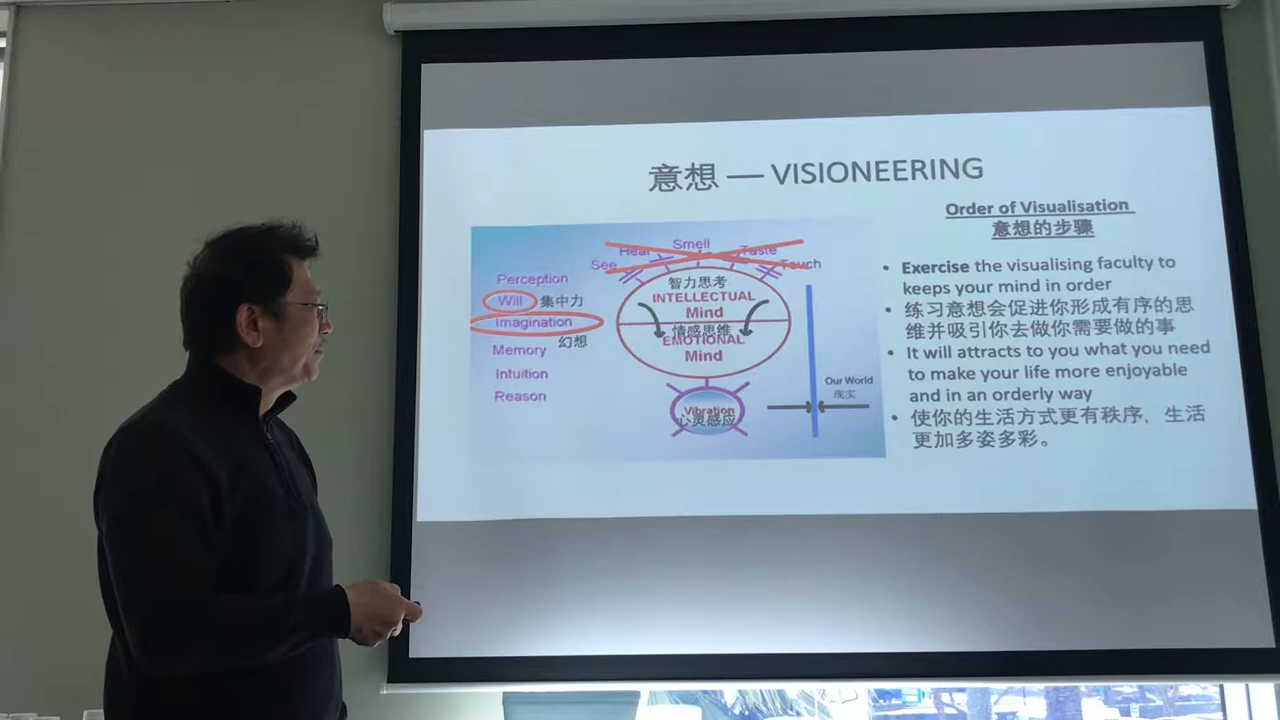 意想 — VISIONEERING
Hear
Smell
Taste
See
Touch
Perception
Will 集中力
Imagination
幻想
Memory
Intuition
Reason
智力思考
INTELLECTUAL
Mind
情感思维
EMOTIONAL
Mind
Vibration
心灵感应
Our World
现实
Order of Visualisation
意想的步骤
• Exercise the visualising faculty to
keeps your mind in order
• 练习意想会促进你形成有序的思
维并吸引你去做你需要做的事
• It will attracts to you what you need
to make your life more enjoyable
and in an orderly way
• 使你的生活方式更有秩序、生活
更加多姿多彩。